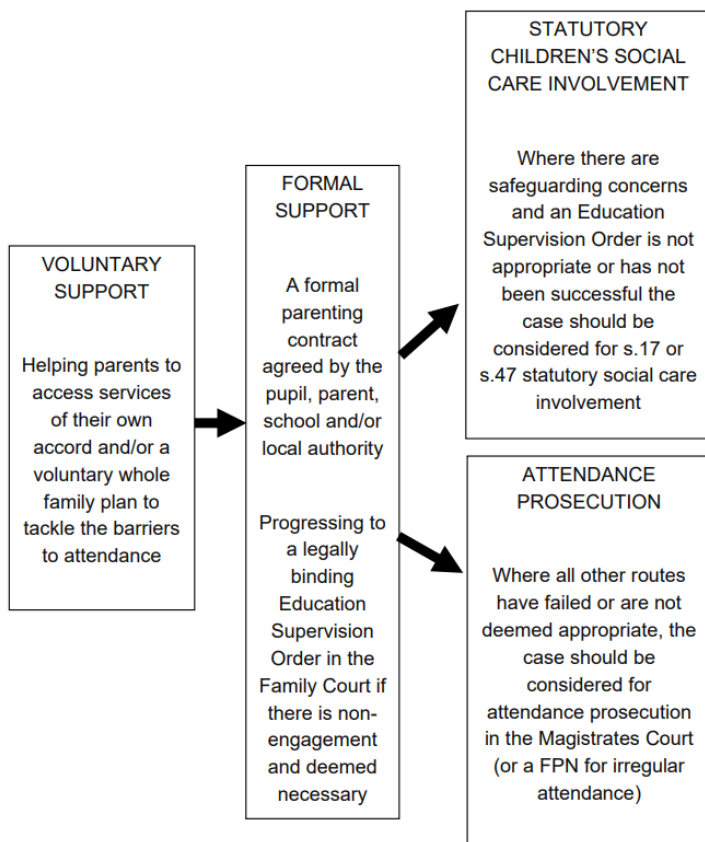 VOLUNTARY
SUPPORT
Helping parents to
access services
of their own
accord and/or a
voluntary whole
family plan to
tackle the barriers
to attendance
FORMAL
SUPPORT
A formal
parenting
contract
agreed by the
pupil, parent,
school and/or
local authority
Progressing to
a legally
binding
Education
Supervision
Order in the
Family Court if
there is non-
engagement
and deemed
necessary
STATUTORY
CHILDREN'S SOCIAL
CARE INVOLVEMENT
Where there are
safeguarding concerns
and an Education
Supervision Order is not
appropriate or has not
been successful the
case should be
considered for s.17 or
s.47 statutory social care
involvement
ATTENDANCE
PROSECUTION
Where all other routes
have failed or are not
deemed appropriate, the
case should be
considered for
attendance prosecution
in the Magistrates Court
(or a FPN for irregular
attendance)